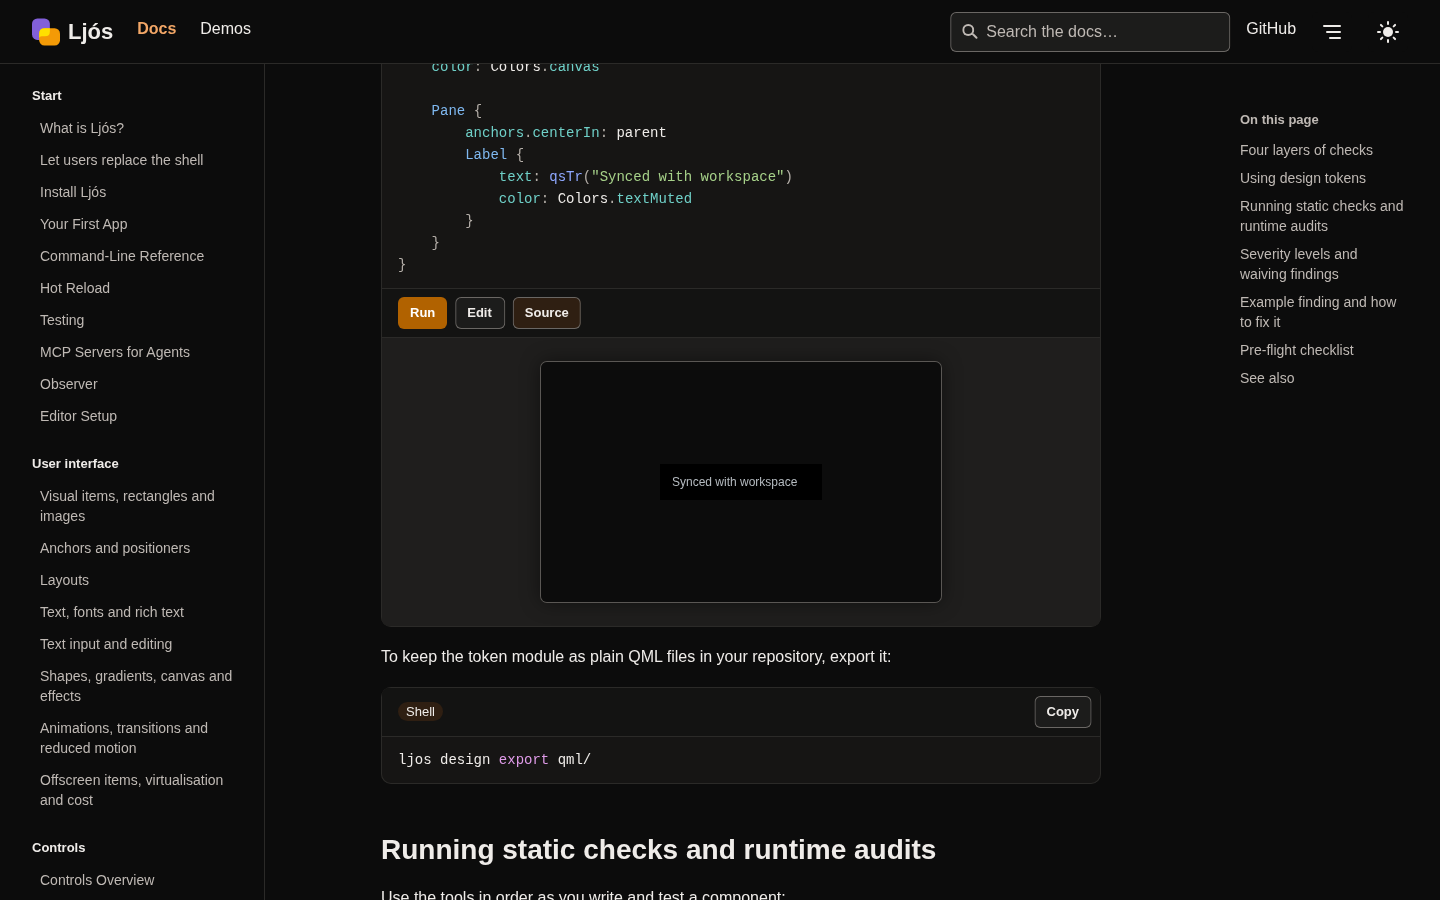 Ljós
Docs
Demos
Search the docs…
GitHub
Start
What is Ljós?
Let users replace the shell
Install Ljós
Your First App
Command-Line Reference
Hot Reload
Testing
MCP Servers for Agents
Observer
Editor Setup
User interface
Visual items, rectangles and
images
Anchors and positioners
Layouts
Text, fonts and rich text
Text input and editing
Shapes, gradients, canvas and
effects
Animations, transitions and
reduced motion
Offscreen items, virtualisation
and cost
Controls
Controls Overview
color: Colors.canvas
Pane {
anchors.centerIn: parent
Label {
text: qsTr("Synced with workspace")
color: Colors.textMuted
}
}
}
Run
Edit
Source
Synced with workspace
To keep the token module as plain QML files in your repository, export it:
Shell
Copy
ljos design export qml/
Running static checks and runtime audits
Use the tools in order as you write and test a component:
On this page
Four layers of checks
Using design tokens
Running static checks and
runtime audits
Severity levels and
waiving findings
Example finding and how
to fix it
Pre-flight checklist
See also